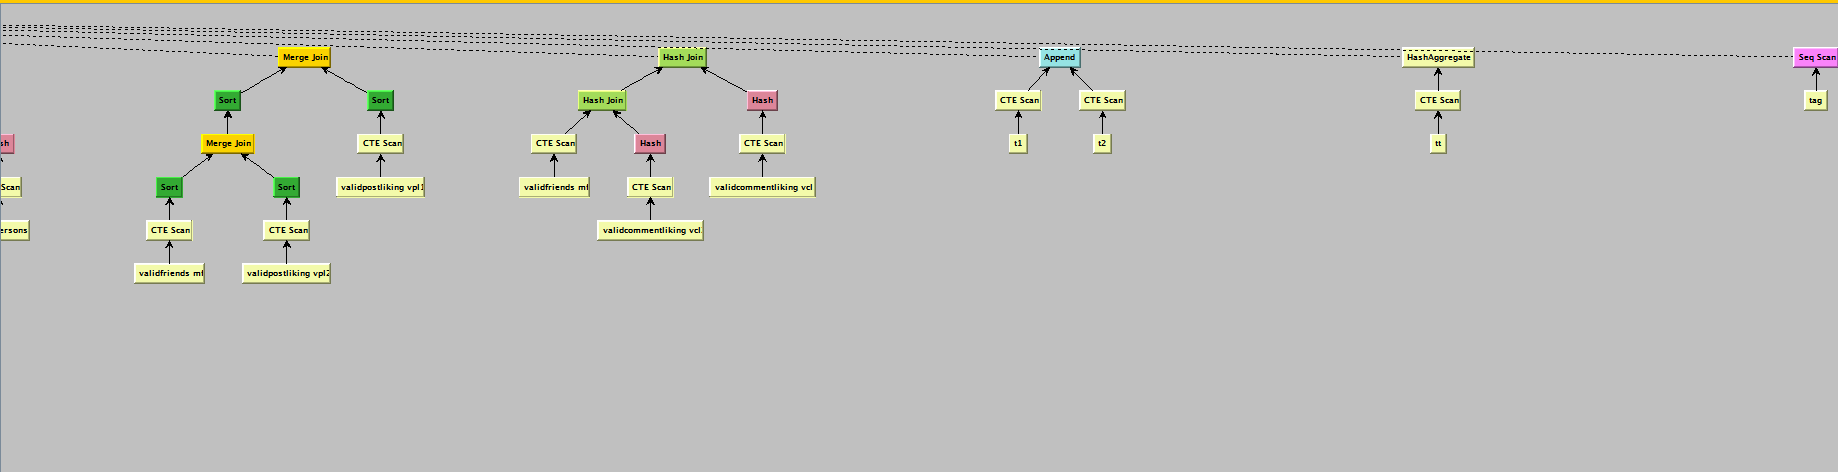 Merge Join
Hash Join
Append
HashAggregate
Seq Scan
Sort
Sort
Hash Join
Hash
CTE Scan
CTE Scan
CTE Scan
tag
sh
Merge Join
CTE Scan
CTE Scan
Hash
CTE Scan
t1
t2
tt
Scan
Sort
Sort
validpostliking vpl1
validfriends mf
CTE Scan
validcommentliking vcl
ersons
CTE Scan
CTE Scan
validcommentliking vcl
validfriends mf
validpostliking vpl2